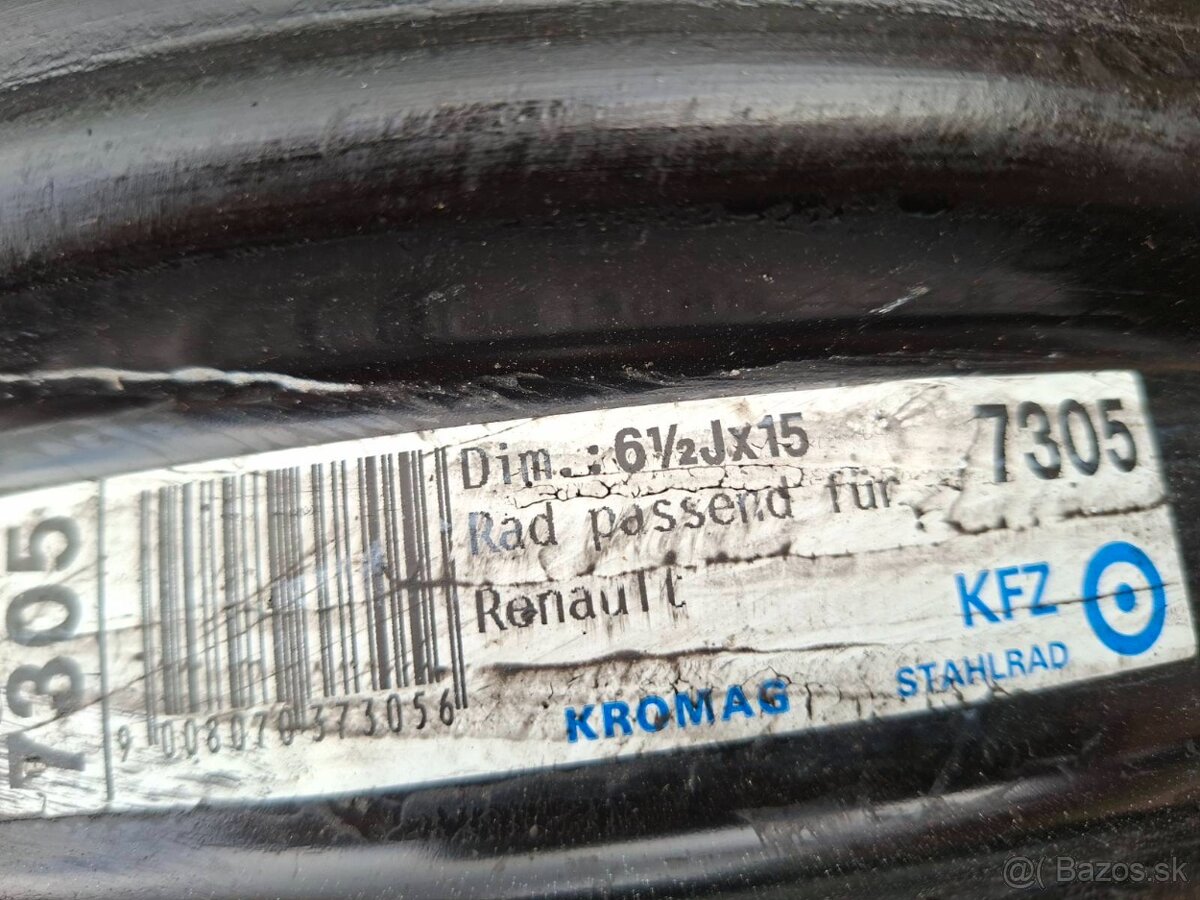 7305
Dim.: 6½Jx15
7305
Rad passend für
Renault
KFZ
STAHLRAD
KROMAG
9 008070 373056
@( Bazos.sk